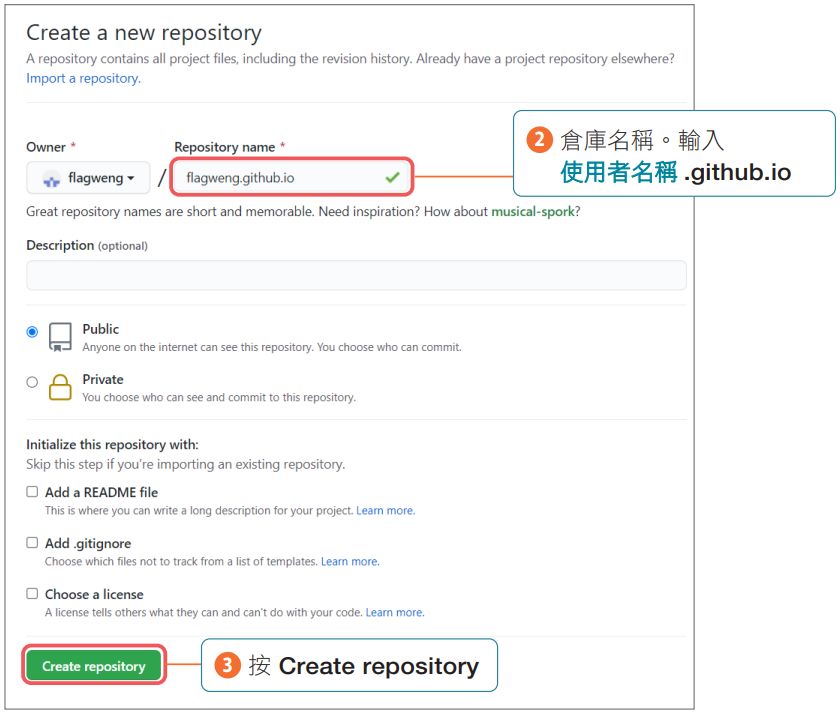 Create a new repository
A repository contains all project files, including the revision history. Already have a project repository elsewhere?
Import a repository.
Owner *
Repository name *
flagweng
/
flagweng.github.io
2 倉庫名稱。輸入
使用者名稱 .github.io
Great repository names are short and memorable. Need inspiration? How about musical-spork?
Description (optional)
Public
Anyone on the internet can see this repository. You choose who can commit.
Private
You choose who can see and commit to this repository.
Initialize this repository with:
Skip this step if you're importing an existing repository.
Add a README file
This is where you can write a long description for your project. Learn more.
Add .gitignore
Choose which files not to track from a list of templates. Learn more.
Choose a license
A license tells others what they can and can't do with your code. Learn more.
Create repository
3 按 Create repository